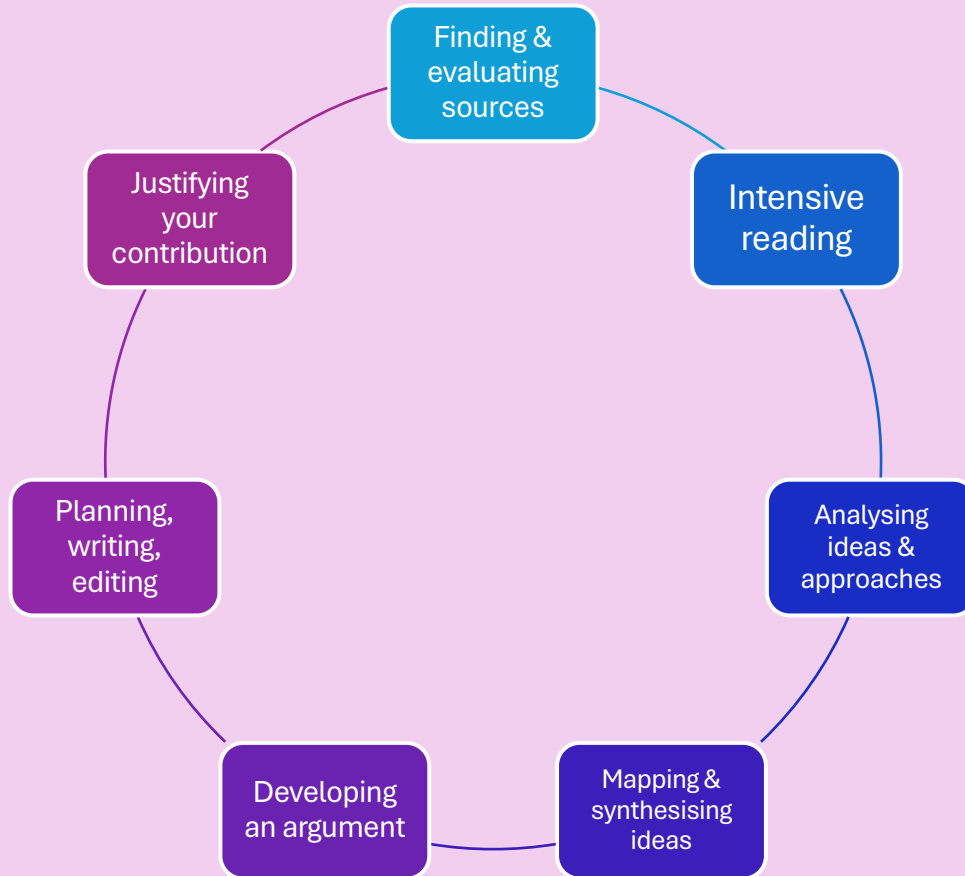 Finding &
evaluating
sources
Intensive
reading
Analysing
ideas &
approaches
Mapping &
synthesising
ideas
Developing
an argument
Planning,
writing,
editing
Justifying
your
contribution